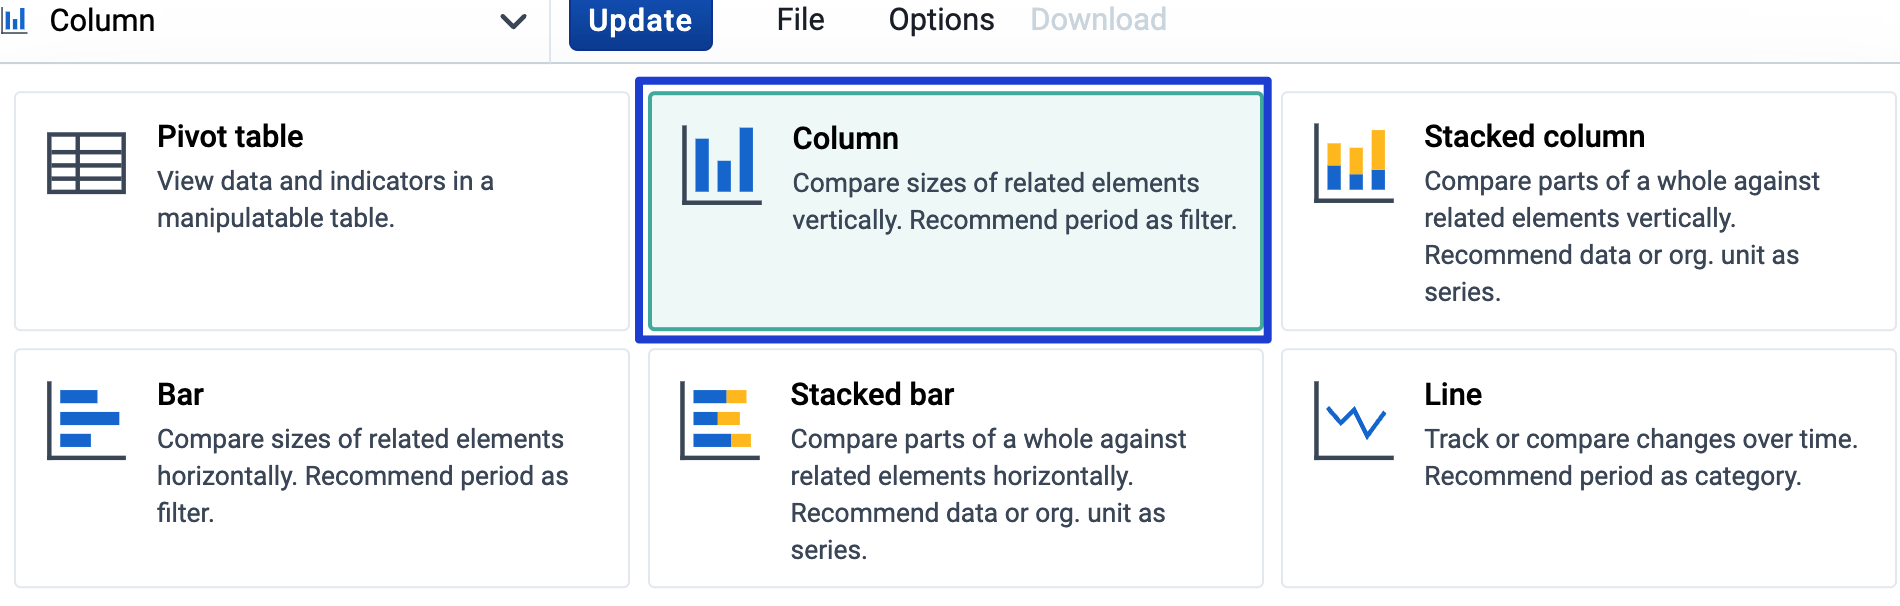 Column
Update
File
Options
Download
Pivot table
View data and indicators in a
manipulatable table.
Column
Compare sizes of related elements
vertically. Recommend period as filter.
Stacked column
Compare parts of a whole against
related elements vertically.
Recommend data or org. unit as
series.
Bar
Compare sizes of related elements
horizontally. Recommend period as
filter.
Stacked bar
Compare parts of a whole against
related elements horizontally.
Recommend data or org. unit as
series.
Line
Track or compare changes over time.
Recommend period as category.